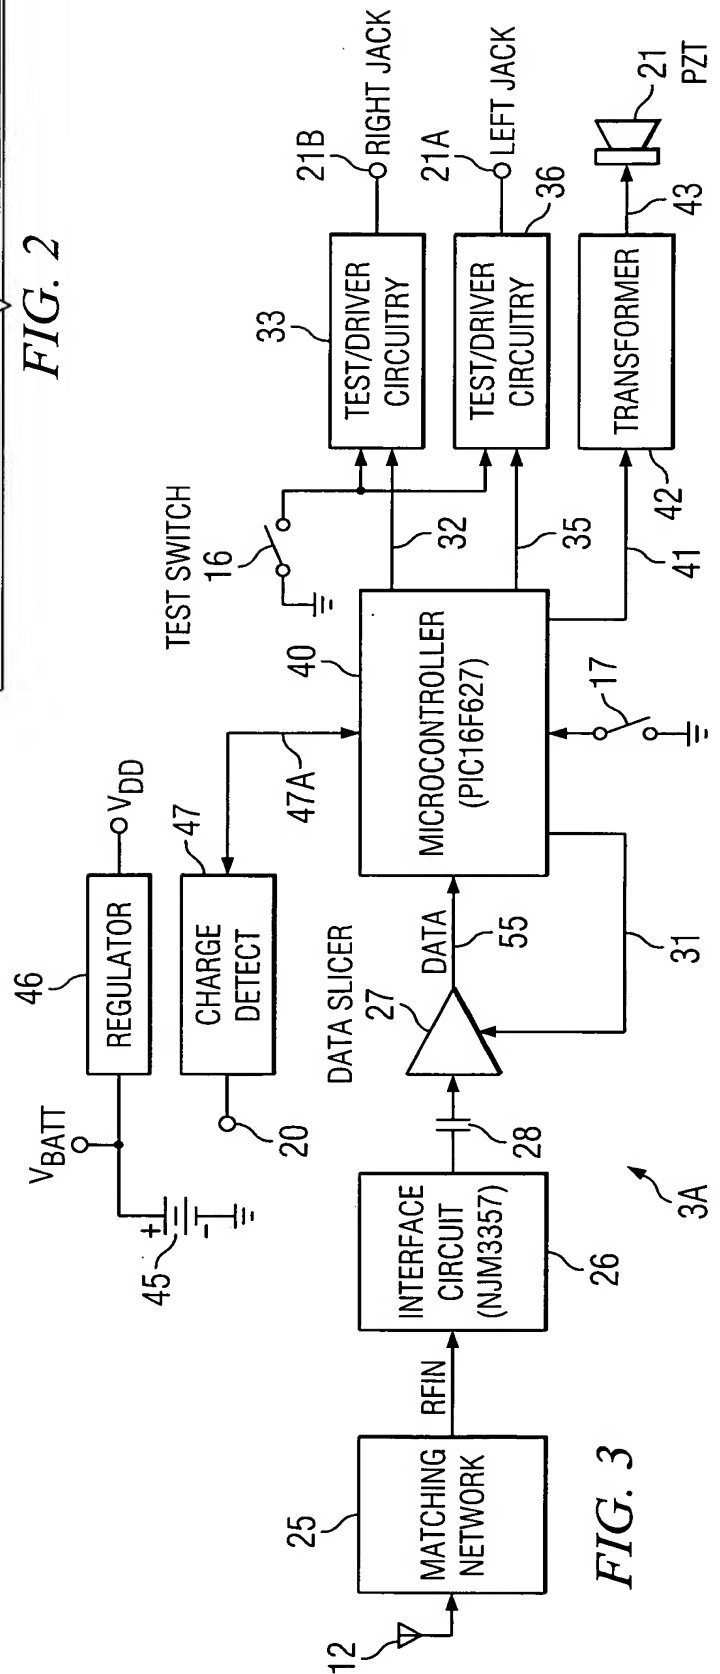 FIG. 2
VBATT
46
REGULATOR
VDD
45
+
-
20
CHARGE
DETECT
47
47A
TEST SWITCH
16
12
25
MATCHING
NETWORK
RFIN
INTERFACE
CIRCUIT
(NJM3357)
26
28
DATA SLICER
27
DATA
55
31
40
MICROCONTROLLER
(PIC16F627)
17
32
35
41
33
TEST/DRIVER
CIRCUITRY
21B
RIGHT JACK
TEST/DRIVER
CIRCUITRY
36
21A
LEFT JACK
TRANSFORMER
42
43
21
PZT
3A
FIG. 3